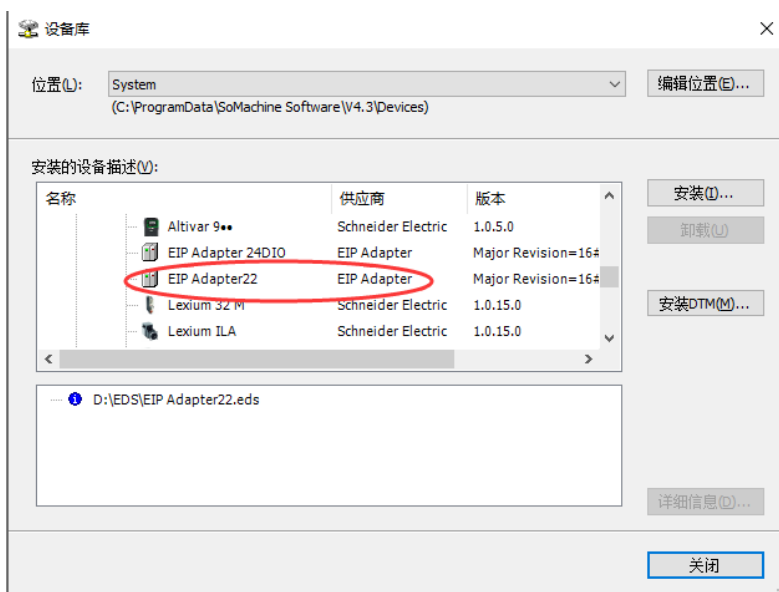 设备库
位置(L): System 编辑位置(E)...
(C:\ProgramData\SoMachine Software\V4.3\Devices)
安装的设备描述(V):
名称 供应商 版本 安装(I)...
Altivar 9•• Schneider Electric 1.0.5.0 卸载(U)
EIP Adapter 24DIO EIP Adapter Major Revision=16#
EIP Adapter22 EIP Adapter Major Revision=16#
Lexium 32 M Schneider Electric 1.0.15.0 安装DTM(M)...
Lexium ILA Schneider Electric 1.0.15.0
D:\EDS\EIP Adapter22.eds
详细信息(D)...
关闭